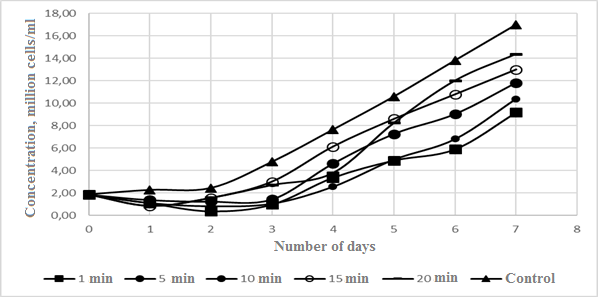 Concentration, million cells/ml
18,00
16,00
14,00
12,00
10,00
8,00
6,00
4,00
2,00
0,00
0 1 2 3 4 5 6 7 8
Number of days
1 min 5 min 10 min 15 min 20 min Control